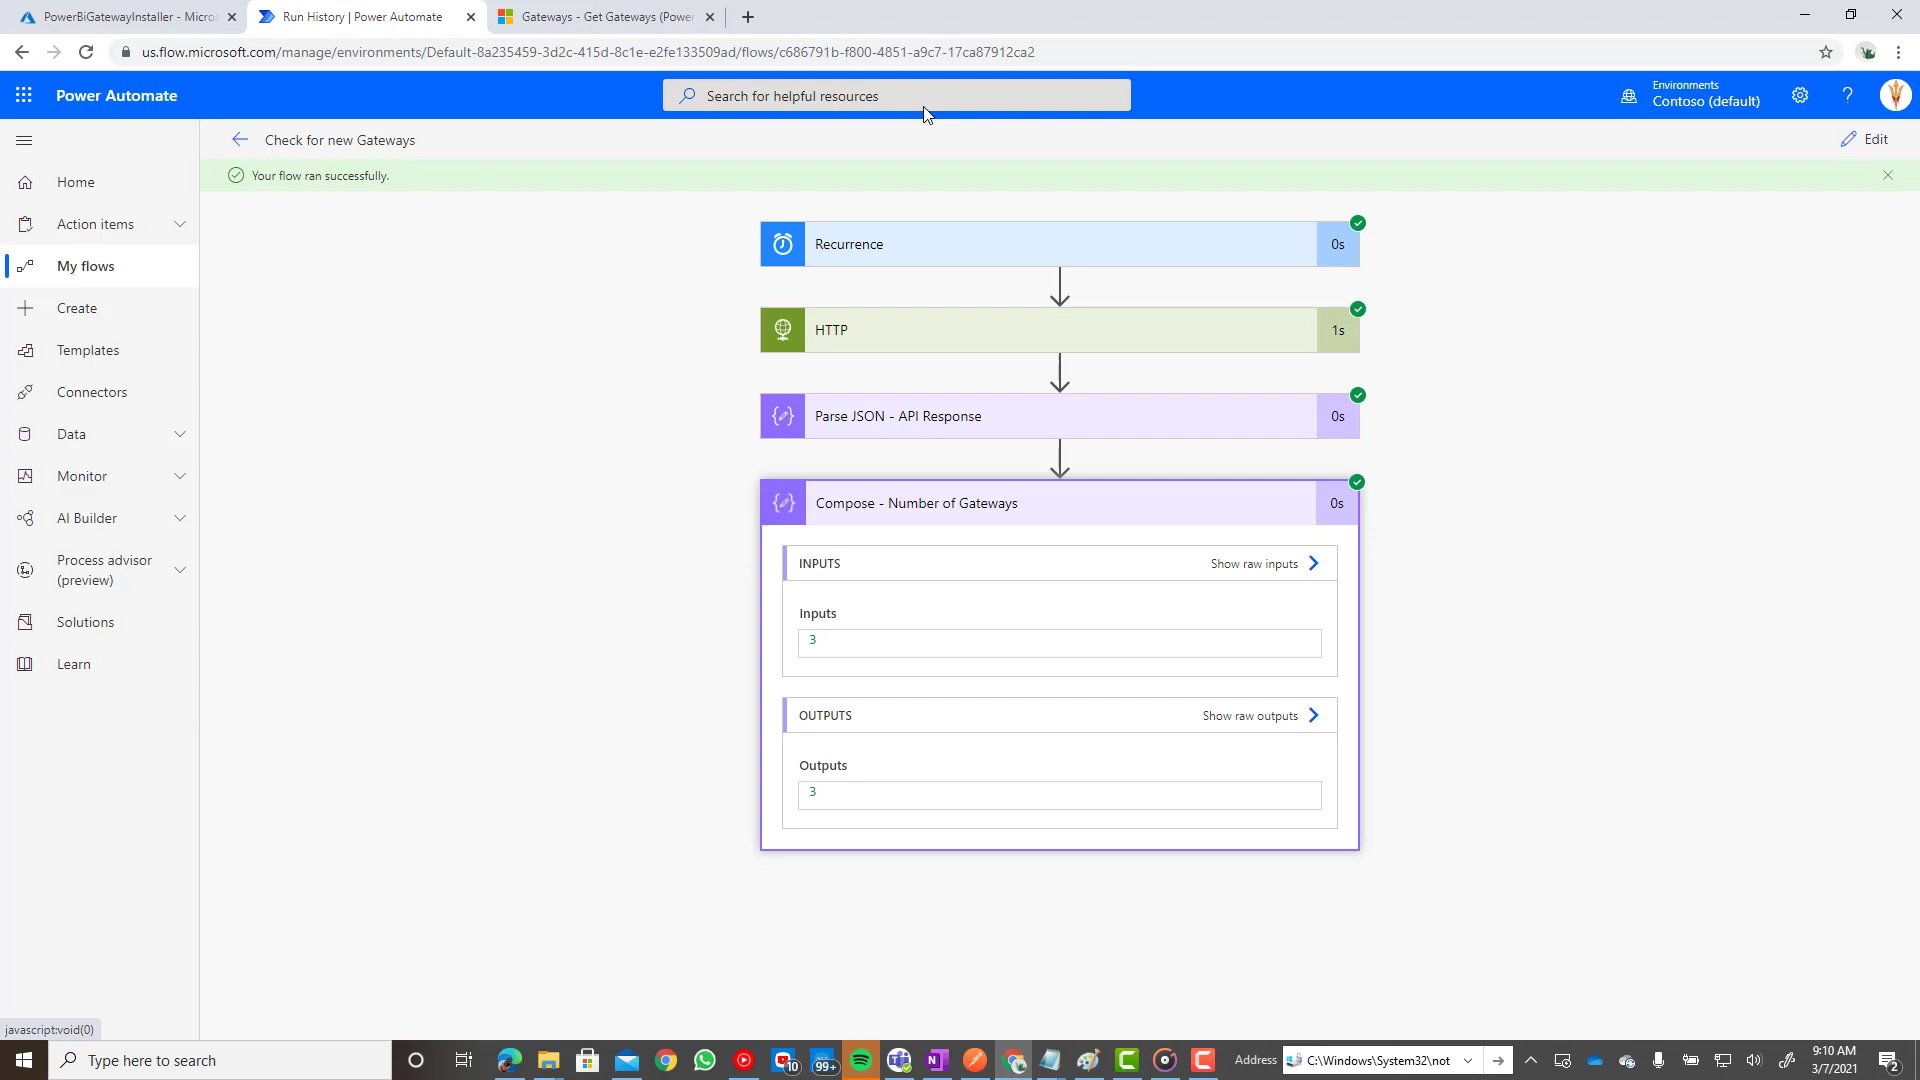 PowerBiGatewayInstaller - Micros
Run History | Power Automate
Gateways - Get Gateways (Power
us.flow.microsoft.com/manage/environments/Default-8a235459-3d2c-415d-8c1e-e2fe133509ad/flows/c686791b-f800-4851-a9c7-17ca87912ca2
Power Automate
Search for helpful resources
Environments
Contoso (default)
Check for new Gateways
Edit
Your flow ran successfully.
Home
Action items
My flows
Create
Templates
Connectors
Data
Monitor
AI Builder
Process advisor
(preview)
Solutions
Learn
Recurrence
0s
HTTP
1s
Parse JSON - API Response
0s
Compose - Number of Gateways
0s
INPUTS
Show raw inputs
Inputs
3
OUTPUTS
Show raw outputs
Outputs
3
javascript:void(0)
Type here to search
10
99+
Address
C:\Windows\System32\not
9:10 AM
3/7/2021
2